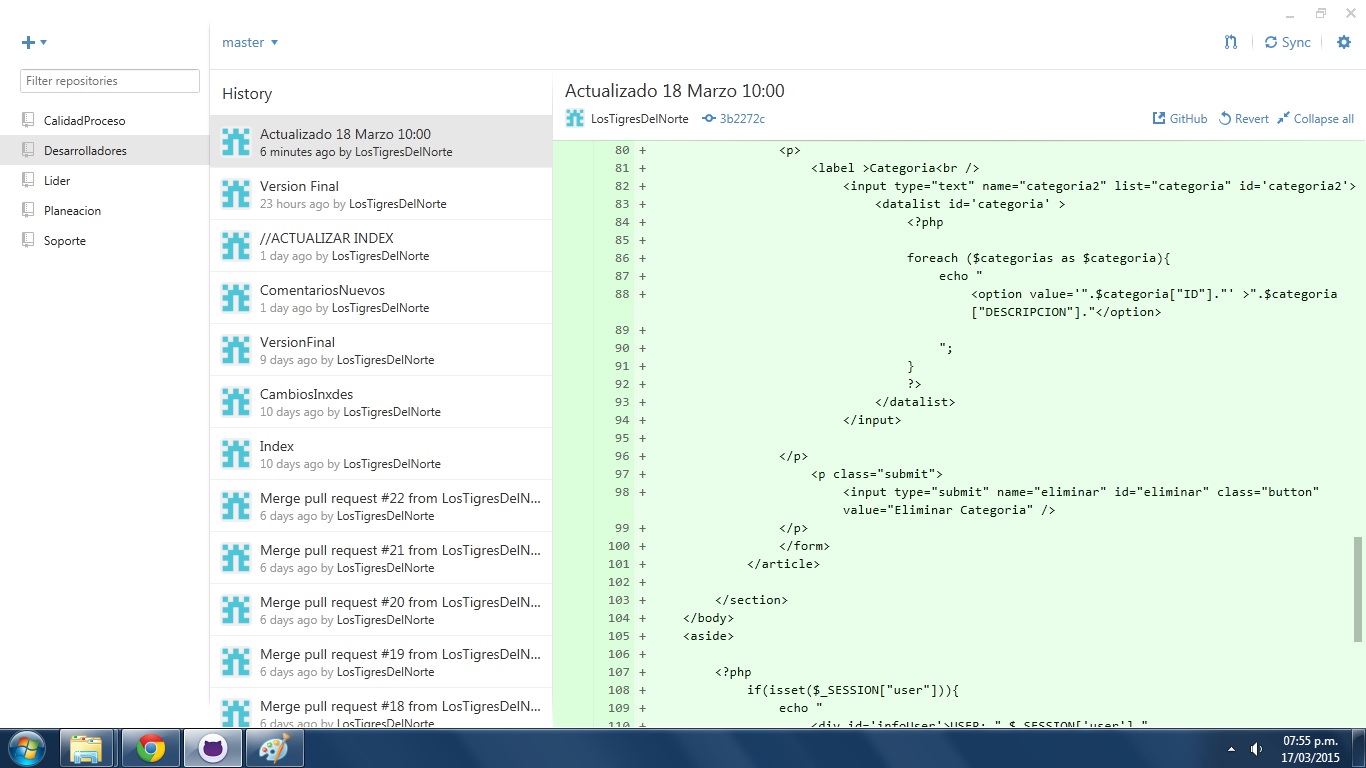 master
Sync
Filter repositories
CalidadProceso
Desarrolladores
Lider
Planeacion
Soporte
History
Actualizado 18 Marzo 10:00
6 minutes ago by LosTigresDelNorte
Version Final
23 hours ago by LosTigresDelNorte
//ACTUALIZAR INDEX
1 day ago by LosTigresDelNorte
ComentariosNuevos
1 day ago by LosTigresDelNorte
VersionFinal
9 days ago by LosTigresDelNorte
CambiosInxdes
10 days ago by LosTigresDelNorte
Index
10 days ago by LosTigresDelNorte
Merge pull request #22 from LosTigresDelN...
6 days ago by LosTigresDelNorte
Merge pull request #21 from LosTigresDelN...
6 days ago by LosTigresDelNorte
Merge pull request #20 from LosTigresDelN...
6 days ago by LosTigresDelNorte
Merge pull request #19 from LosTigresDelN...
6 days ago by LosTigresDelNorte
Merge pull request #18 from LosTigresDelN...
6 days ago by LosTigresDelNorte
Actualizado 18 Marzo 10:00
LosTigresDelNorte 3b2272c GitHub Revert Collapse all
80 + <p>
81 + <label >Categoria<br />
82 + <input type="text" name="categoria2" list="categoria" id='categoria2'>
83 + <datalist id='categoria' >
84 + <?php
85 +
86 + foreach ($categorias as $categoria){
87 + echo "
88 + <option value='".$categoria["ID"]."' >".$categoria
["DESCRIPCION"]."</option>
89 +
90 + ";
91 + }
92 + ?>
93 + </datalist>
94 + </input>
95 +
96 + </p>
97 + <p class="submit">
98 + <input type="submit" name="eliminar" id="eliminar" class="button"
value="Eliminar Categoria" />
99 + </p>
100 + </form>
101 + </article>
102 +
103 + </section>
104 + </body>
105 + <aside>
106 +
107 + <?php
108 + if(isset($_SESSION["user"])){
109 + echo "
110 + <div id='infoUser'>USER: ".$_SESSION['user']."
07:55 p.m.
17/03/2015